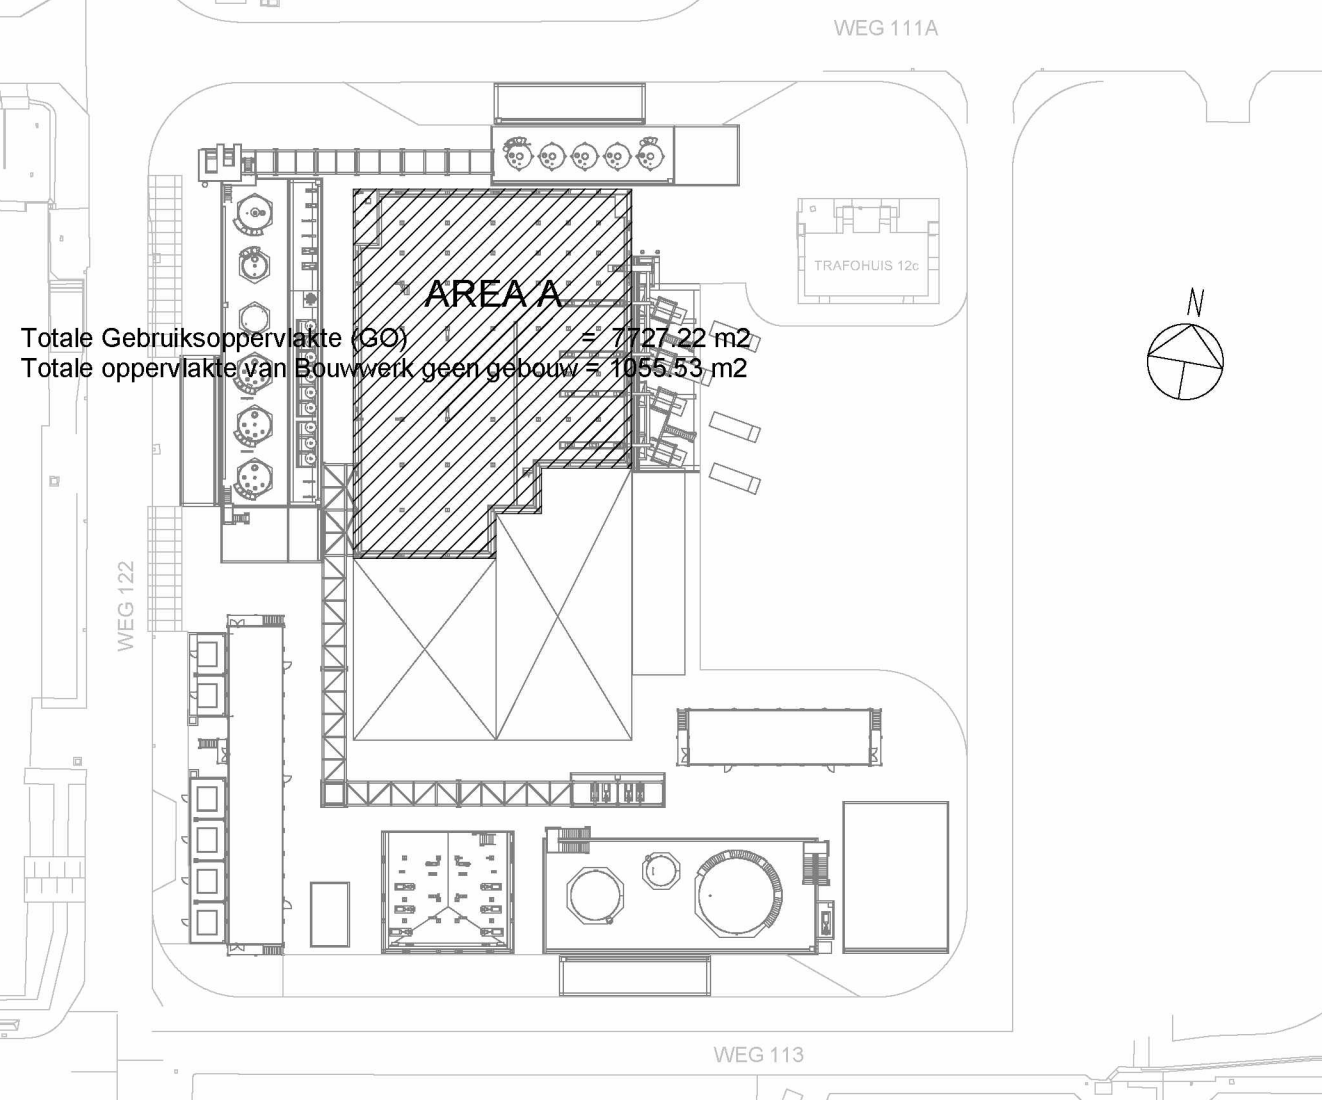 WEG 111A
TRAFOHUIS 12c
N
AREA A
Totale Gebruiksoppervlakte (GO) = 7727.22 m2
Totale oppervlakte van Bouwwerk geen gebouw = 1055.53 m2
WEG 122
WEG 113